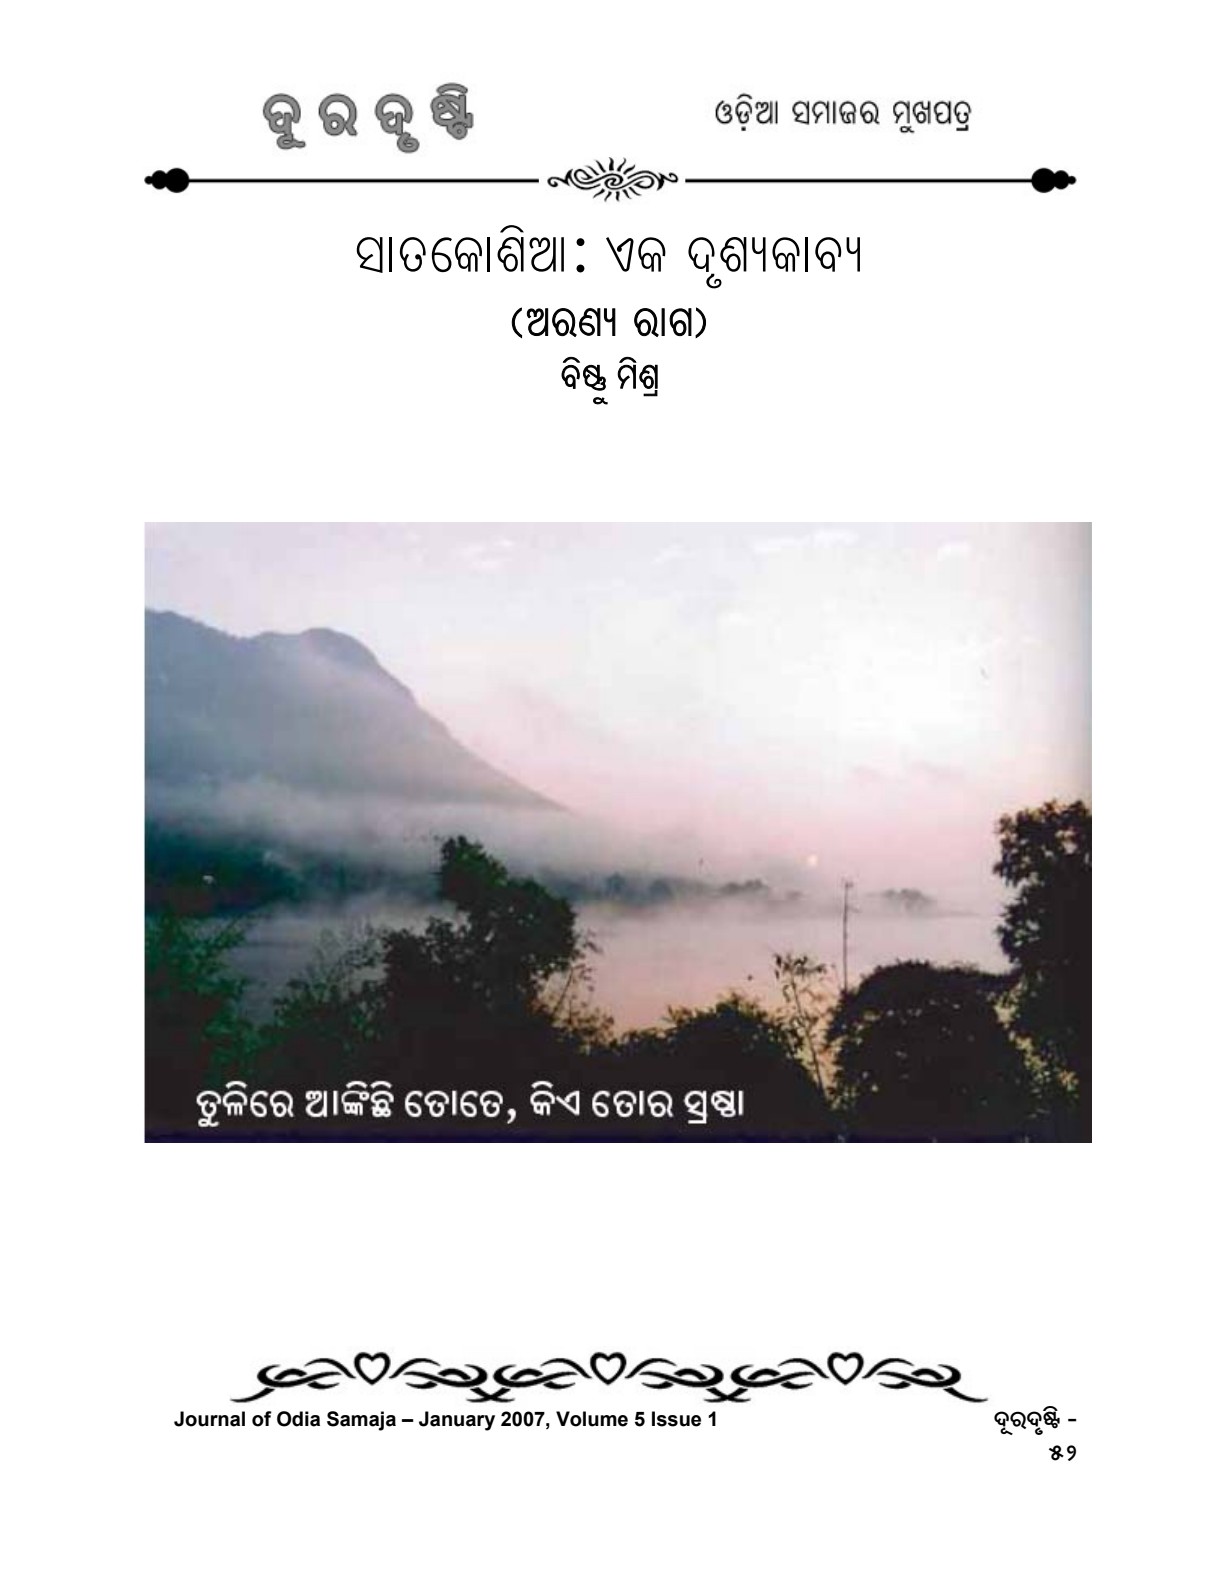 ଦୂରଦୃଷ୍ଟି ଓଡ଼ିଆ ସମାଜର ମୁଖପତ୍ର
ସାତକୋଶିଆ: ଏକ ଦୃଶ୍ୟକାବ୍ୟ
(ଅରଣ୍ୟ ରାଗ)
ବିଷ୍ଣୁ ମିଶ୍ର
ତୁଳିରେ ଆଙ୍କିଛି ତୋତେ, କିଏ ତୋର ସ୍ରଷ୍ଟା
Journal of Odia Samaja – January 2007, Volume 5 Issue 1 ଦୂରଦୃଷ୍ଟି -
୫୨